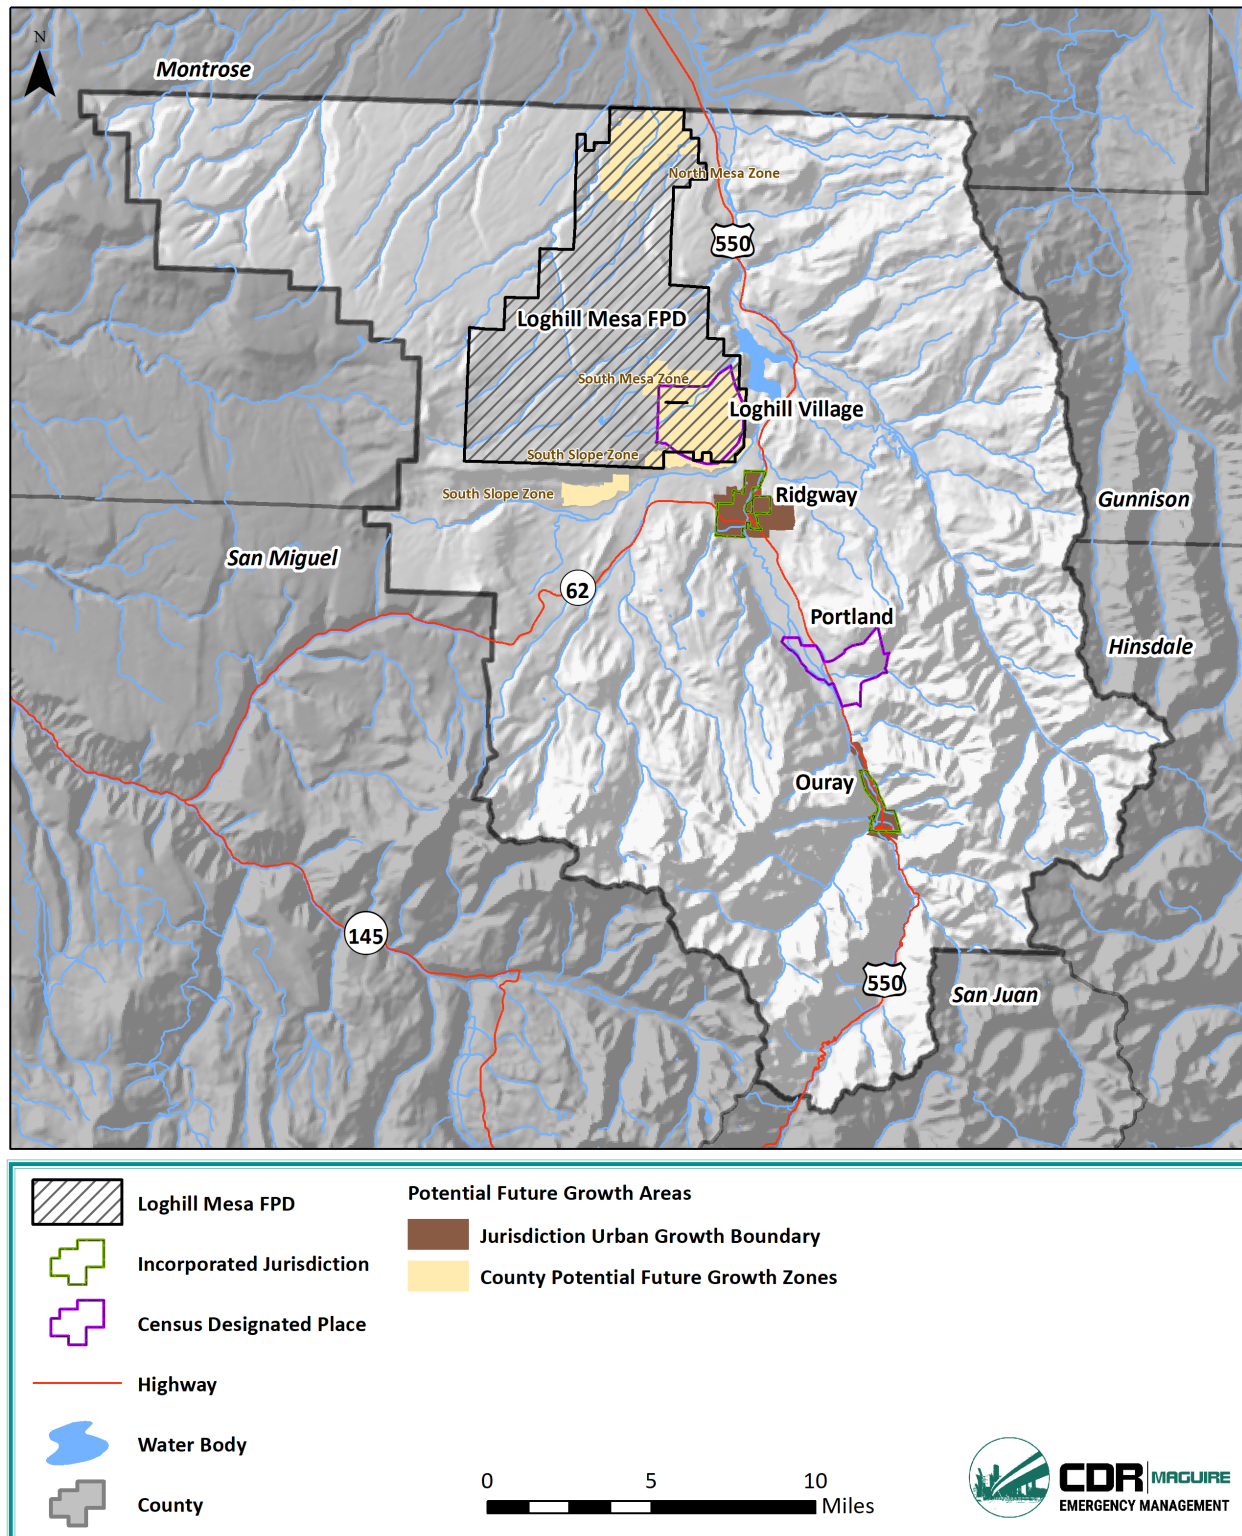 N
Montrose
North Mesa Zone
550
Loghill Mesa FPD
South Mesa Zone
Loghill Village
South Slope Zone
South Slope Zone
Ridgway
Gunnison
San Miguel
62
Portland
Hinsdale
Ouray
145
550
San Juan
Loghill Mesa FPD
Incorporated Jurisdiction
Census Designated Place
Highway
Water Body
County
Potential Future Growth Areas
Jurisdiction Urban Growth Boundary
County Potential Future Growth Zones
0 5 10
Miles
CDR MAGUIRE
EMERGENCY MANAGEMENT